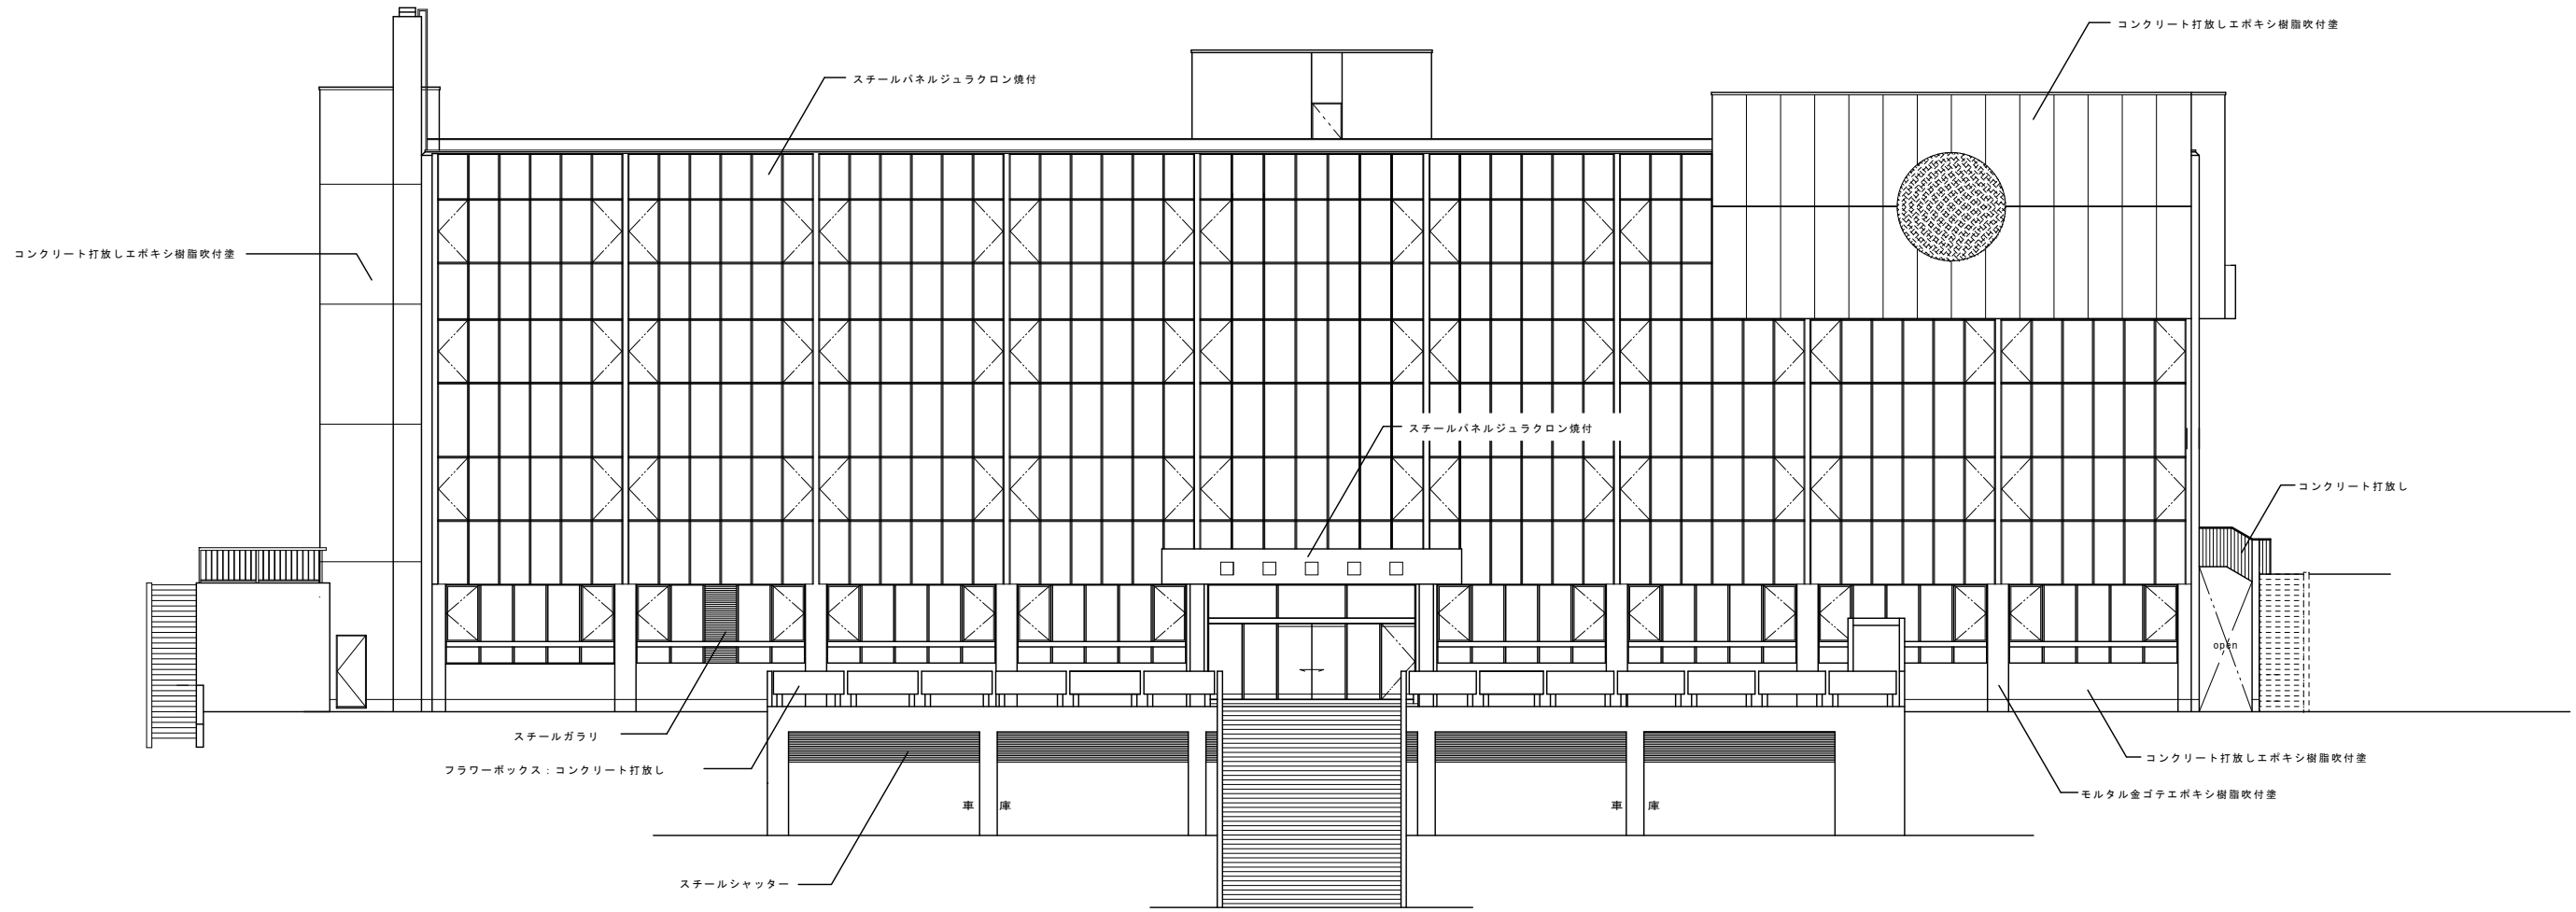 コンクリート打放しエポキシ樹脂吹付塗
スチールパネルジュラクロン焼付
コンクリート打放しエポキシ樹脂吹付塗
スチールパネルジュラクロン焼付
コンクリート打放し
open
スチールガラリ
フラワーボックス：コンクリート打放し
コンクリート打放しエポキシ樹脂吹付塗
モルタル金ゴテエポキシ樹脂吹付塗
車 庫
車 庫
スチールシャッター